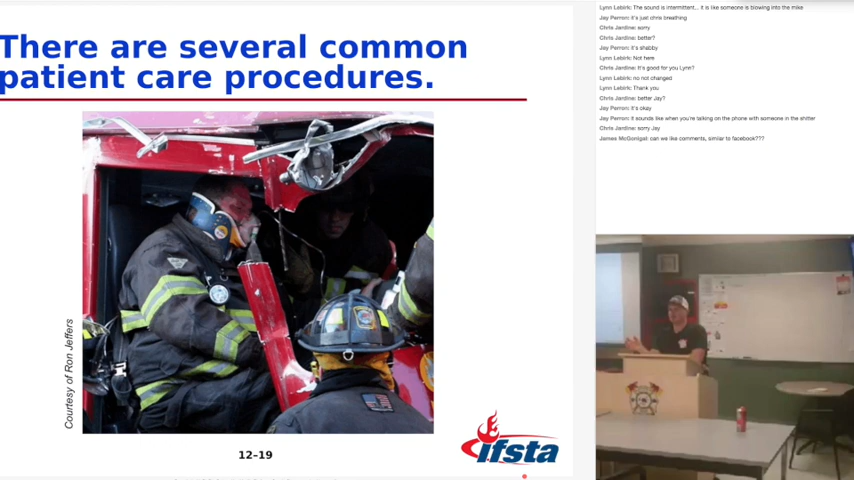 There are several common
patient care procedures.
Courtesy of Ron Jeffers
12–19
ifsta
Lynn Labirk: The sound is intermittent... it is like someone is blowing into the mike
Jay Perron: it's just chris breathing
Chris Jardine: sorry
Chris Jardine: better?
Jay Perron: it's shabby
Lynn Labirk: Not here
Chris Jardine: it's good for you Lynn?
Lynn Labirk: no not changed
Lynn Labirk: Thank you
Chris Jardine: better Jay?
Jay Perron: it's okay
Jay Perron: it sounds like when you're talking on the phone with someone in the shitter
Chris Jardine: sorry Jay
James McGonigal: can we like comments, similar to facebook???